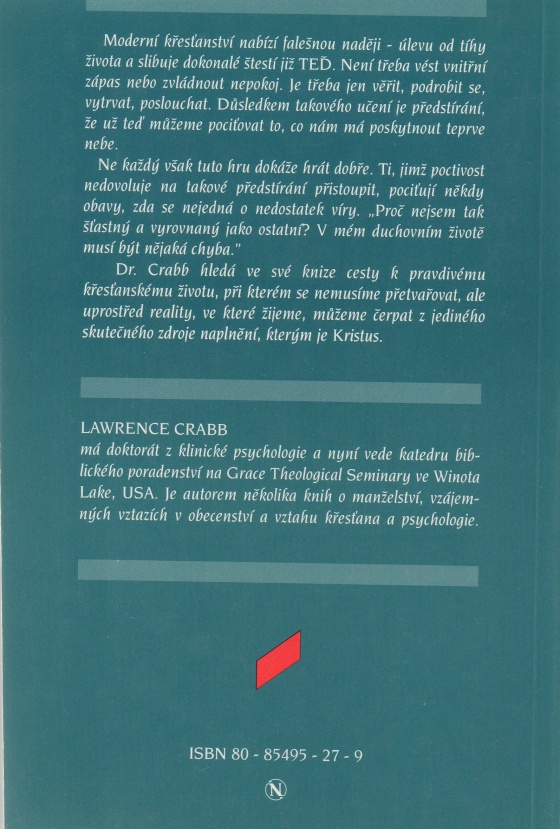 Moderní křesťanství nabízí falešnou naději - úlevu od tíhy
života a slibuje dokonalé štestí již TEĎ. Není třeba vést vnitřní
zápas nebo zvládnout nepokoj. Je třeba jen věřit, podrobit se,
vytrvat, poslouchat. Důsledkem takového učení je předstírání,
že už teď můžeme pociťovat to, co nám má poskytnout teprve
nebe.
Ne každý však tuto hru dokáže hrát dobře. Ti, jimž poctivost
nedovoluje na takové předstírání přistoupit, pociťují někdy
obavy, zda se nejedná o nedostatek víry. „Proč nejsem tak
šťastný a vyrovnaný jako ostatní? V mém duchovním životě
musí být nějaká chyba.”
Dr. Crabb hledá ve své knize cesty k pravdivému
křesťanskému životu, při kterém se nemusíme přetvařovat, ale
uprostřed reality, ve které žijeme, můžeme čerpat z jediného
skutečného zdroje naplnění, kterým je Kristus.
LAWRENCE CRABB
má doktorát z klinické psychologie a nyní vede katedru bib-
lického poradenství na Grace Theological Seminary ve Winota
Lake, USA. Je autorem několika knih o manželství, vzájem-
ných vztazích v obecenství a vztahu křesťana a psychologie.
ISBN 80 - 85495 - 27 - 9
N